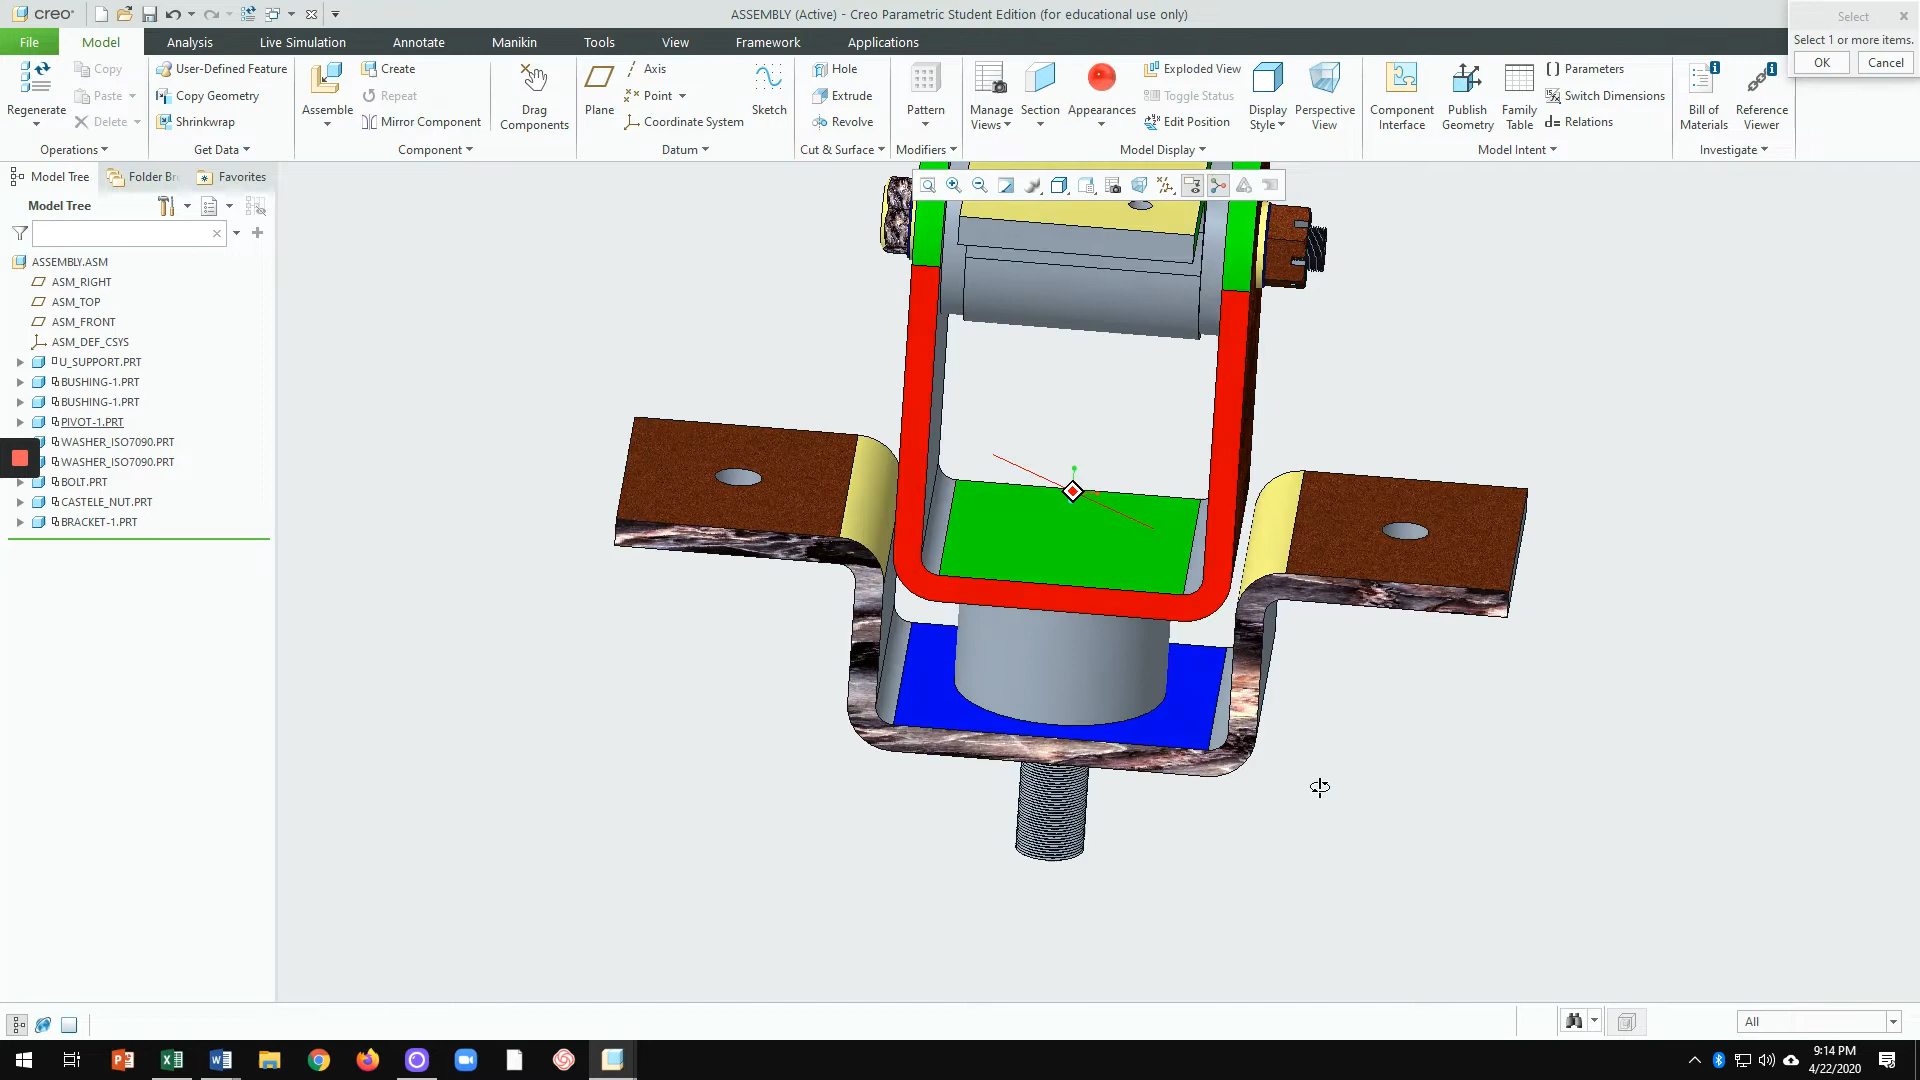 creo
ASSEMBLY (Active) - Creo Parametric Student Edition (for educational use only)
Select
Select 1 or more items.
OK Cancel
File Model Analysis Live Simulation Annotate Manikin Tools View Framework Applications
Regenerate
Copy
Paste
Delete
Operations
User-Defined Feature
Copy Geometry
Shrinkwrap
Get Data
Assemble
Create
Repeat
Mirror Component
Drag
Components
Component
Plane
Axis
Point
Coordinate System
Sketch
Datum
Hole
Extrude
Revolve
Cut & Surface
Pattern
Modifiers
Manage
Views
Section
Appearances
Exploded View
Toggle Status
Edit Position
Display
Style
Perspective
View
Model Display
Component
Interface
Publish
Geometry
Family
Table
Parameters
Switch Dimensions
Relations
Model Intent
Bill of
Materials
Reference
Viewer
Investigate
Model Tree Folder Br Favorites
Model Tree
ASSEMBLY.ASM
ASM_RIGHT
ASM_TOP
ASM_FRONT
ASM_DEF_CSYS
U_SUPPORT.PRT
BUSHING-1.PRT
BUSHING-1.PRT
PIVOT-1.PRT
WASHER_ISO7090.PRT
WASHER_ISO7090.PRT
BOLT.PRT
CASTELE_NUT.PRT
BRACKET-1.PRT
All
9:14 PM
4/22/2020